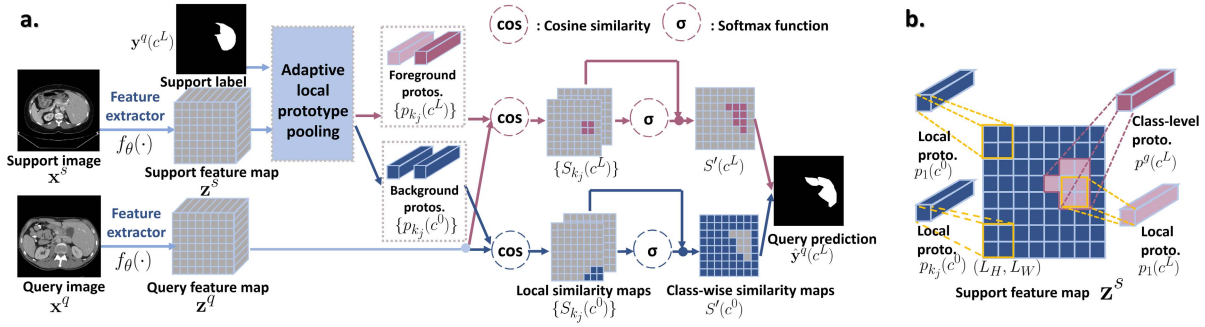 a.
y^q(c^L)
Support label
Feature
extractor
f_θ(·)
Support image
x^s
Support feature map
z^s
Feature
extractor
f_θ(·)
Query image
x^q
Query feature map
z^q
Adaptive
local
prototype
pooling
Foreground
protos.
{p_{k_j}(c^L)}
Background
protos.
{p_{k_j}(c^0)}
cos
: Cosine similarity
σ
: Softmax function
cos
{S_{k_j}(c^L)}
σ
S'(c^L)
cos
Local similarity maps
{S_{k_j}(c^0)}
σ
Class-wise similarity maps
S'(c^0)
Query prediction
ŷ^q(c^L)
b.
Local
proto.
p_1(c^0)
Class-level
proto.
p^g(c^L)
Local
proto.
p_{k_j}(c^0)
(L_H, L_W)
Local
proto.
p_1(c^L)
Support feature map z^s